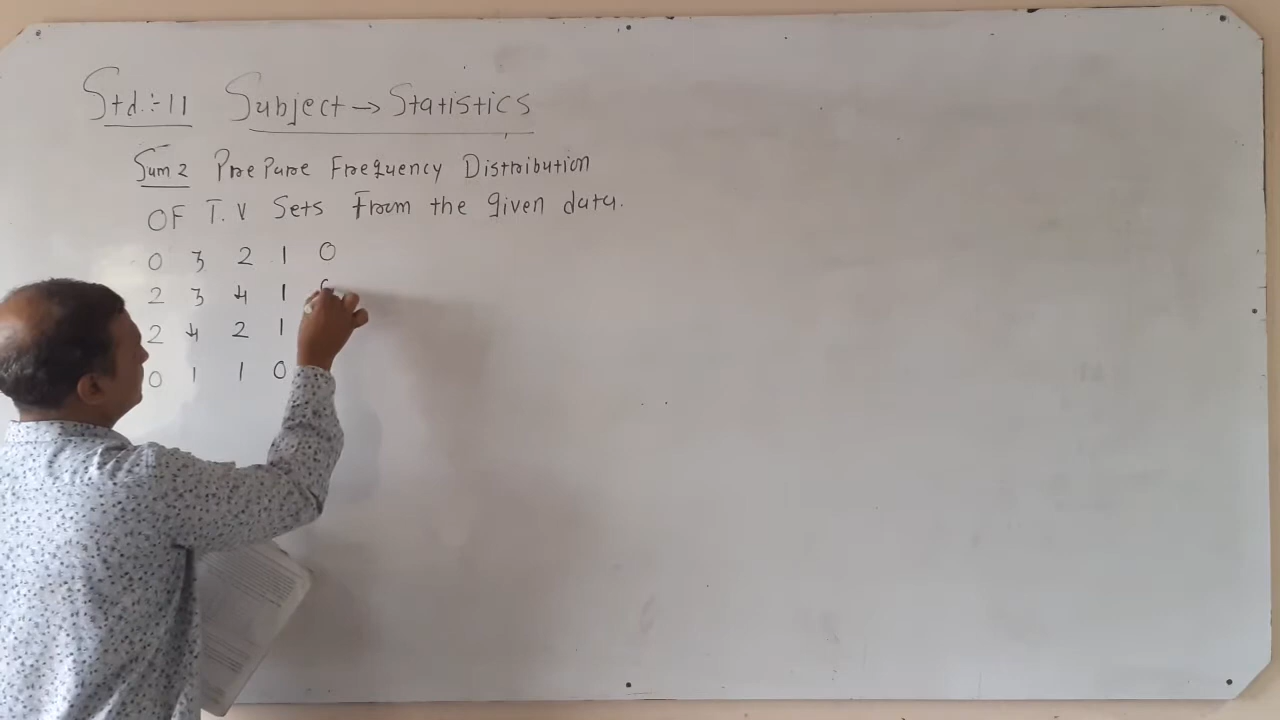 Std.:-11 Subject → Statistics
Sum 2 Prepare Frequency Distribution
OF T.V Sets From the given data.
0 3 2 1 0
2 3 4 1
2 4 2 1
0 1 1 0